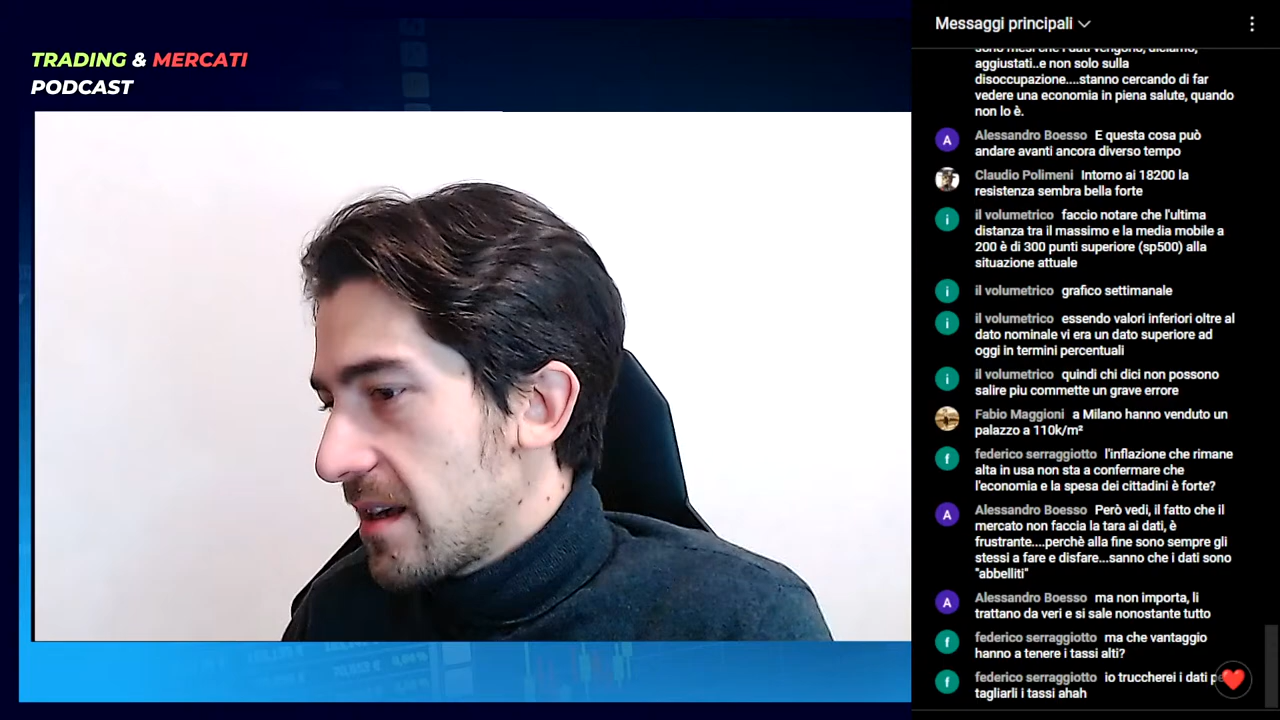 TRADING & MERCATI
PODCAST
Messaggi principali
sono mesi che i dati vengono, diciamo,
aggiustati..e non solo sulla
disoccupazione....stanno cercando di far
vedere una economia in piena salute, quando
non lo è.
A Alessandro Boesso E questa cosa può
andare avanti ancora diverso tempo
Claudio Polimeni Intorno ai 18200 la
resistenza sembra bella forte
i il volumetrico faccio notare che l'ultima
distanza tra il massimo e la media mobile a
200 è di 300 punti superiore (sp500) alla
situazione attuale
i il volumetrico grafico settimanale
i il volumetrico essendo valori inferiori oltre al
dato nominale vi era un dato superiore ad
oggi in termini percentuali
i il volumetrico quindi chi dici non possono
salire piu commette un grave errore
Fabio Maggioni a Milano hanno venduto un
palazzo a 110k/m²
f federico serraggiotto l'inflazione che rimane
alta in usa non sta a confermare che
l'economia e la spesa dei cittadini è forte?
A Alessandro Boesso Però vedi, il fatto che il
mercato non faccia la tara ai dati, è
frustrante....perchè alla fine sono sempre gli
stessi a fare e disfare...sanno che i dati sono
"abbelliti"
A Alessandro Boesso ma non importa, li
trattano da veri e si sale nonostante tutto
f federico serraggiotto ma che vantaggio
hanno a tenere i tassi alti?
f federico serraggiotto io truccherei i dati
tagliarli i tassi ahah